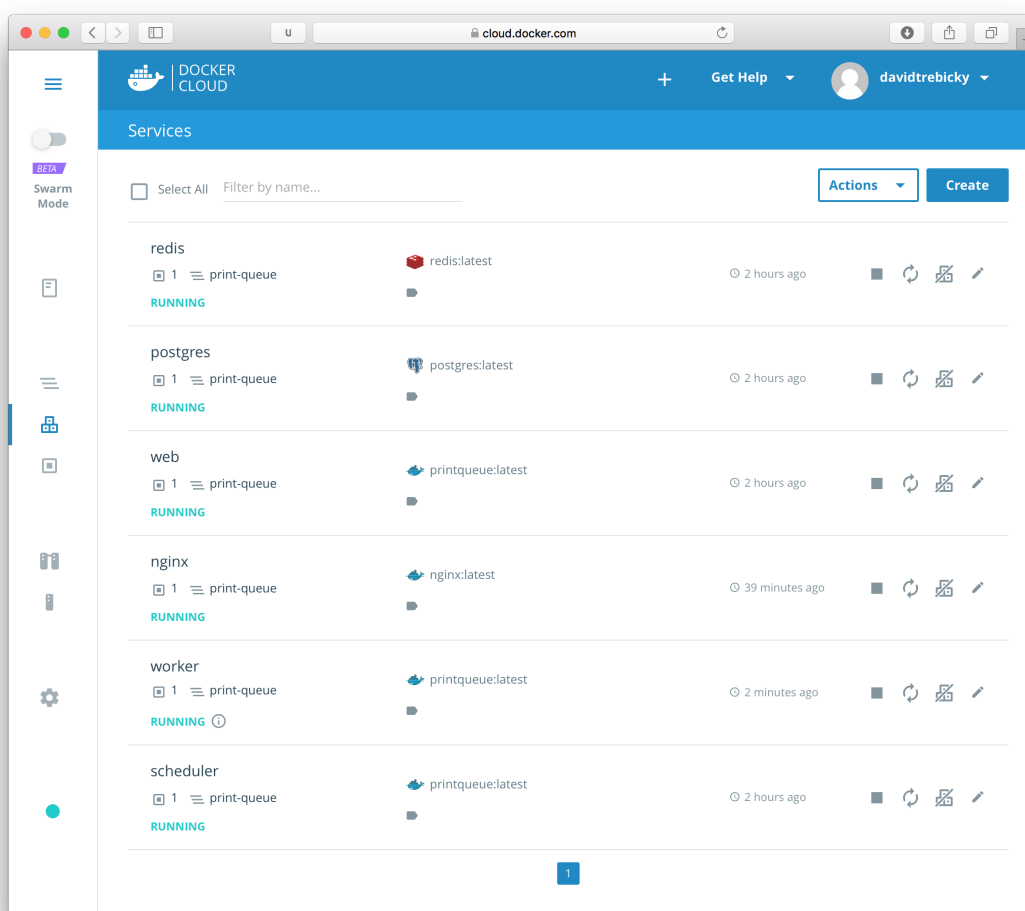 u
cloud.docker.com
DOCKER
CLOUD
Get Help
davidtrebicky
Services
BETA
Swarm
Mode
Select All
Filter by name...
Actions
Create
redis
1 print-queue
RUNNING
redis:latest
2 hours ago
postgres
1 print-queue
RUNNING
postgres:latest
2 hours ago
web
1 print-queue
RUNNING
printqueue:latest
2 hours ago
nginx
1 print-queue
RUNNING
nginx:latest
39 minutes ago
worker
1 print-queue
RUNNING
printqueue:latest
2 minutes ago
scheduler
1 print-queue
RUNNING
printqueue:latest
2 hours ago
1